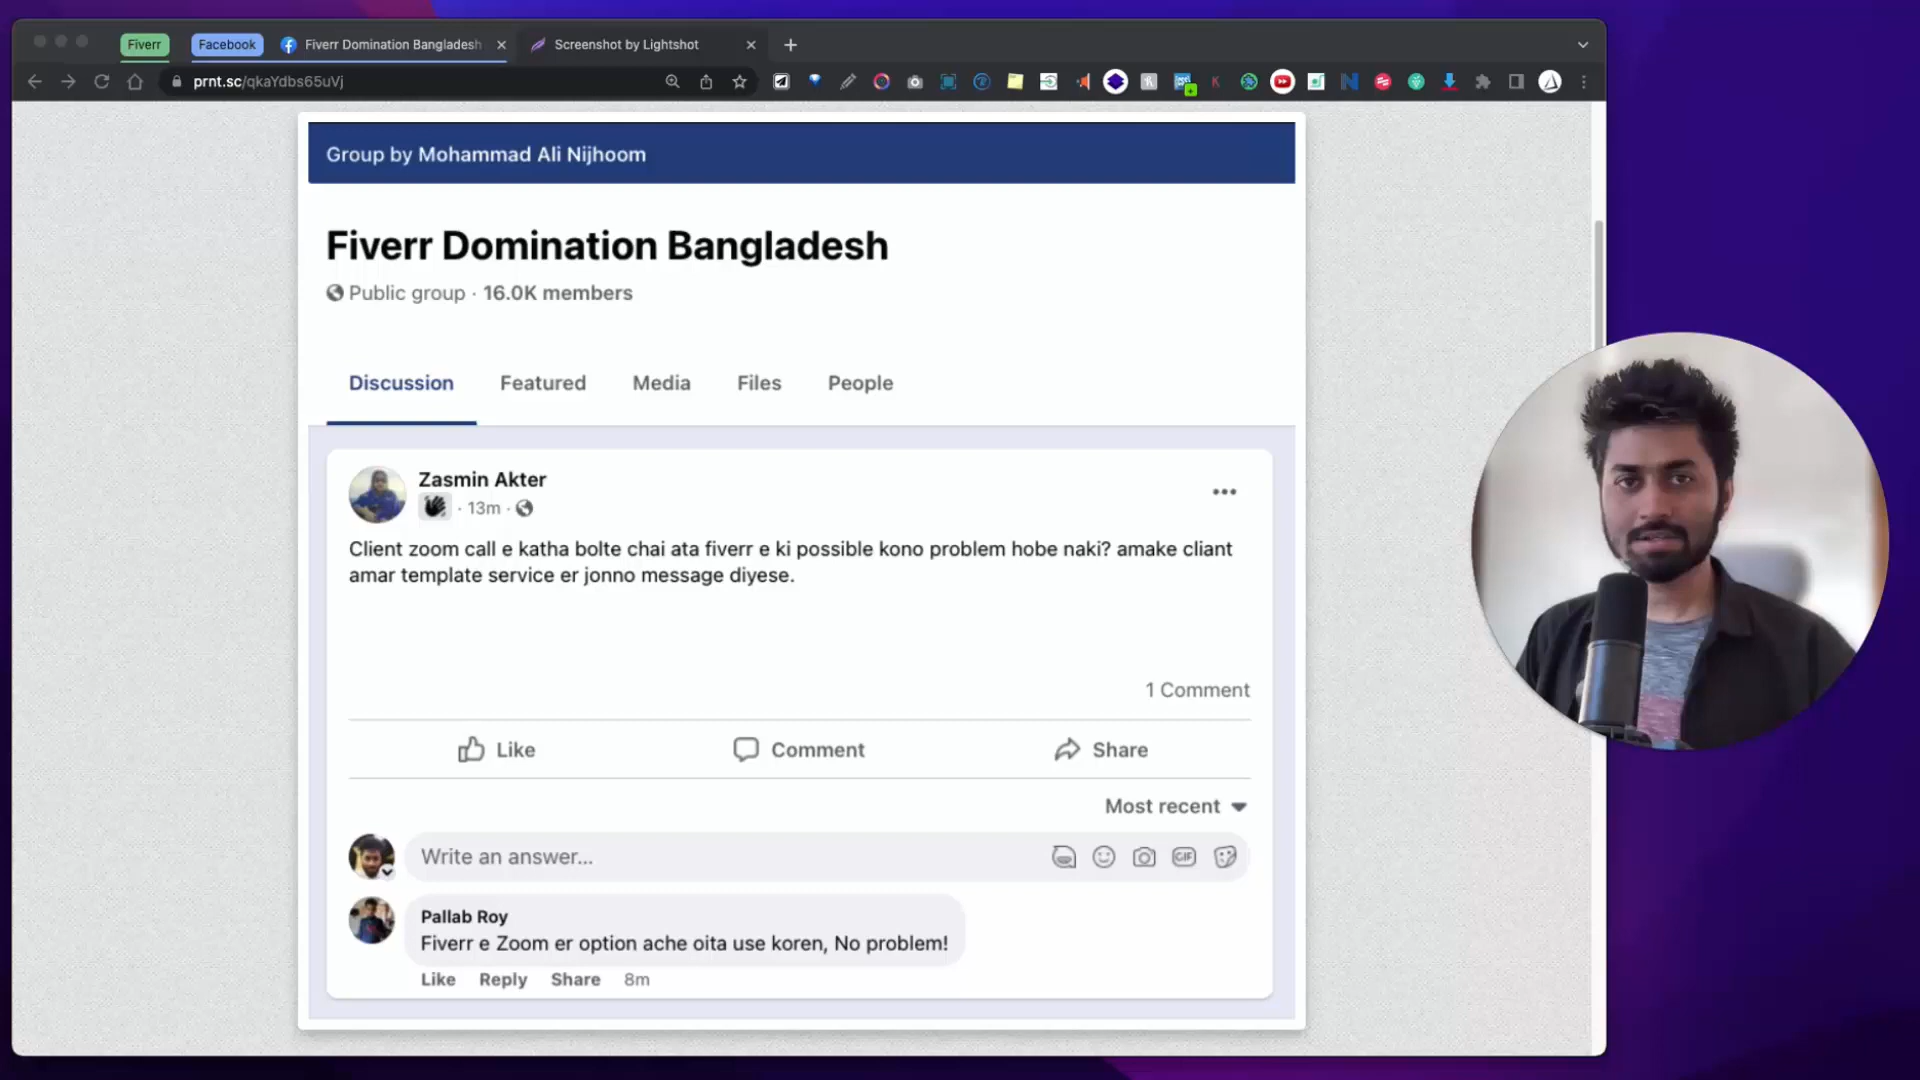 Fiverr
Facebook
Fiverr Domination Bangladesh
Screenshot by Lightshot
prnt.sc/qkaYdbs65uVj
Group by Mohammad Ali Nijhoom
Fiverr Domination Bangladesh
Public group · 16.0K members
Discussion Featured Media Files People
Zasmin Akter
· 13m ·
Client zoom call e katha bolte chai ata fiverr e ki possible kono problem hobe naki? amake cliant
amar template service er jonno message diyese.
1 Comment
Like Comment Share
Most recent
Write an answer...
GIF
Pallab Roy
Fiverr e Zoom er option ache oita use koren, No problem!
Like Reply Share 8m